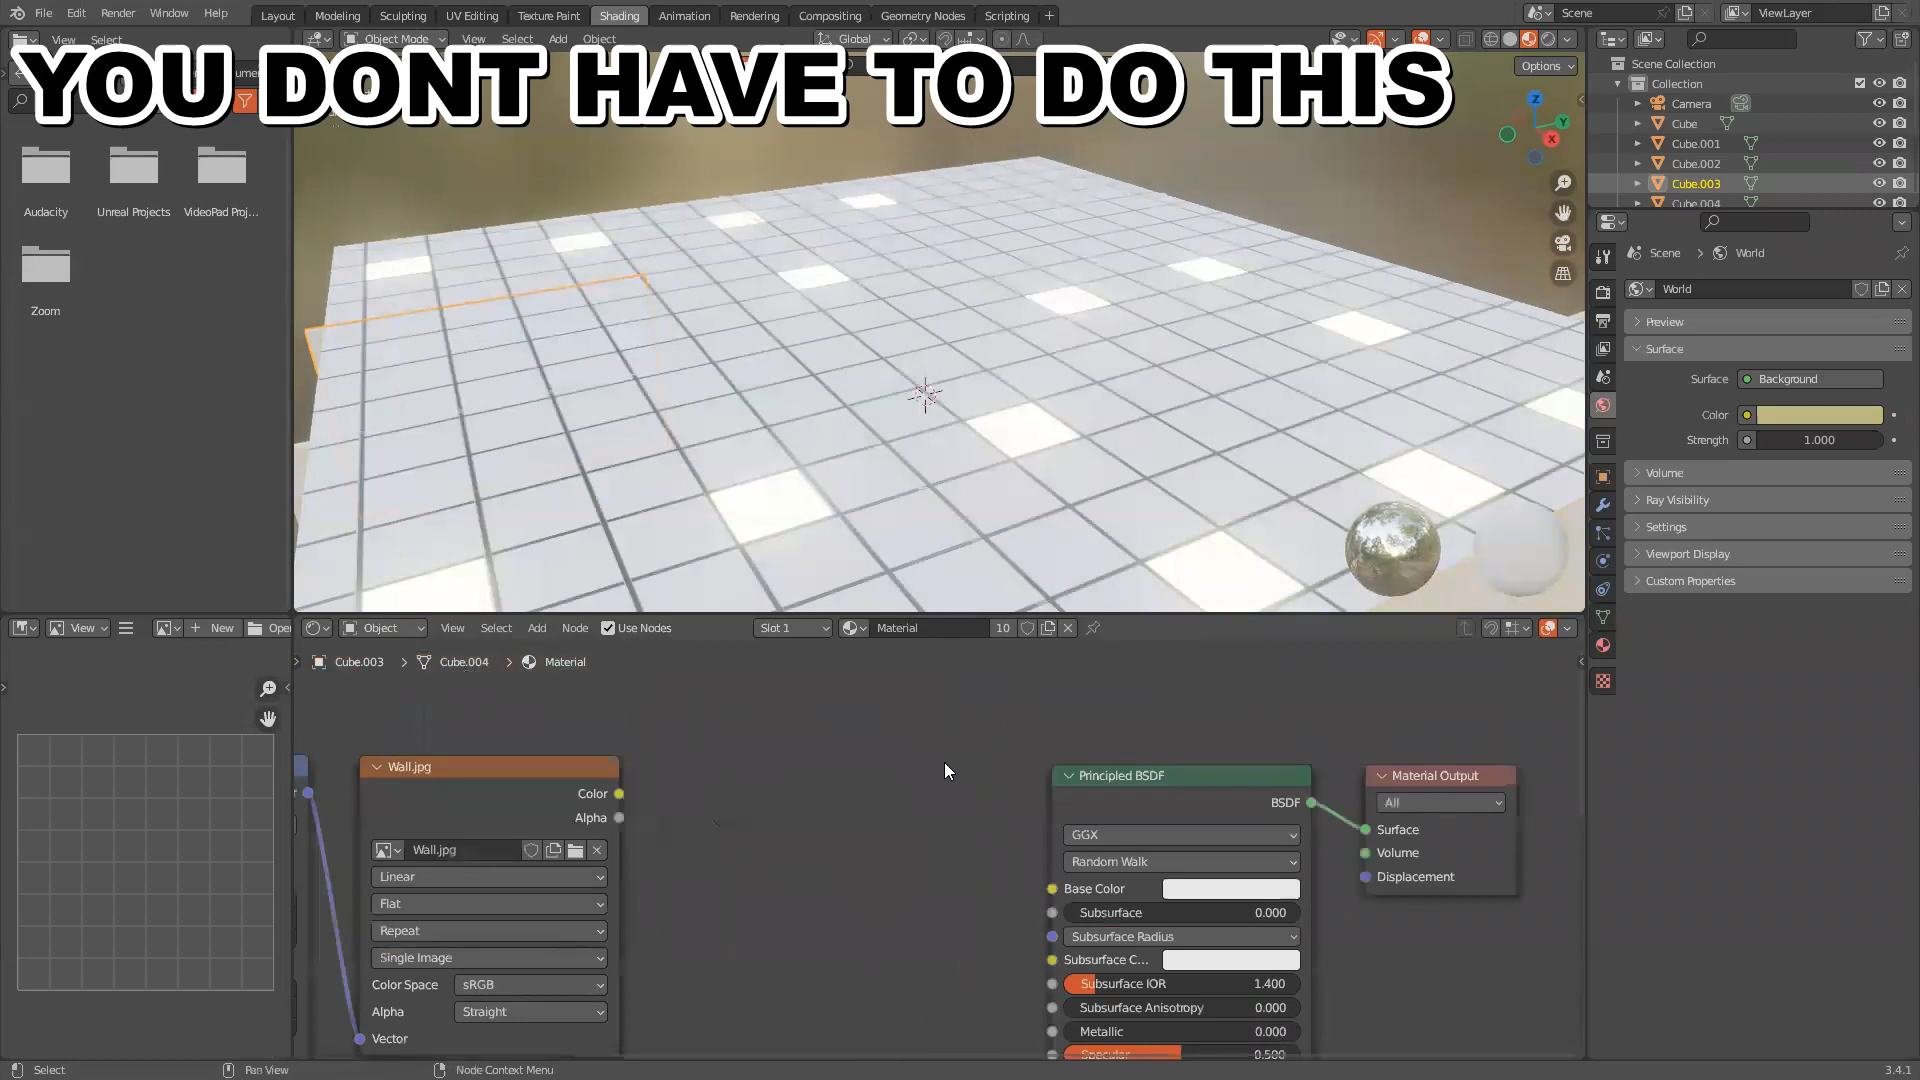 File Edit Render Window Help Layout Modeling Sculpting UV Editing Texture Paint Shading Animation Rendering Compositing Geometry Nodes Scripting + Scene ViewLayer
View Select Object Mode View Select Add Object Global
YOU DONT HAVE TO DO THIS
Options
Audacity Unreal Projects VideoPad Proj...
Zoom
Z Y X
Scene Collection
Collection
Camera
Cube
Cube.001
Cube.002
Cube.003
Cube.004
Scene > World
World
Preview
Surface
Surface Background
Color
Strength 1.000
Volume
Ray Visibility
Settings
Viewport Display
Custom Properties
View + New Open Object View Select Add Node Use Nodes Slot 1 Material 10
Cube.003 > Cube.004 > Material
Wall.jpg
Color
Alpha
Wall.jpg
Linear
Flat
Repeat
Single Image
Color Space sRGB
Alpha Straight
Vector
Principled BSDF
BSDF
GGX
Random Walk
Base Color
Subsurface 0.000
Subsurface Radius
Subsurface C...
Subsurface IOR 1.400
Subsurface Anisotropy 0.000
Metallic 0.000
Specular 0.500
Material Output
All
Surface
Volume
Displacement
Select Pan View Node Context Menu 3.4.1